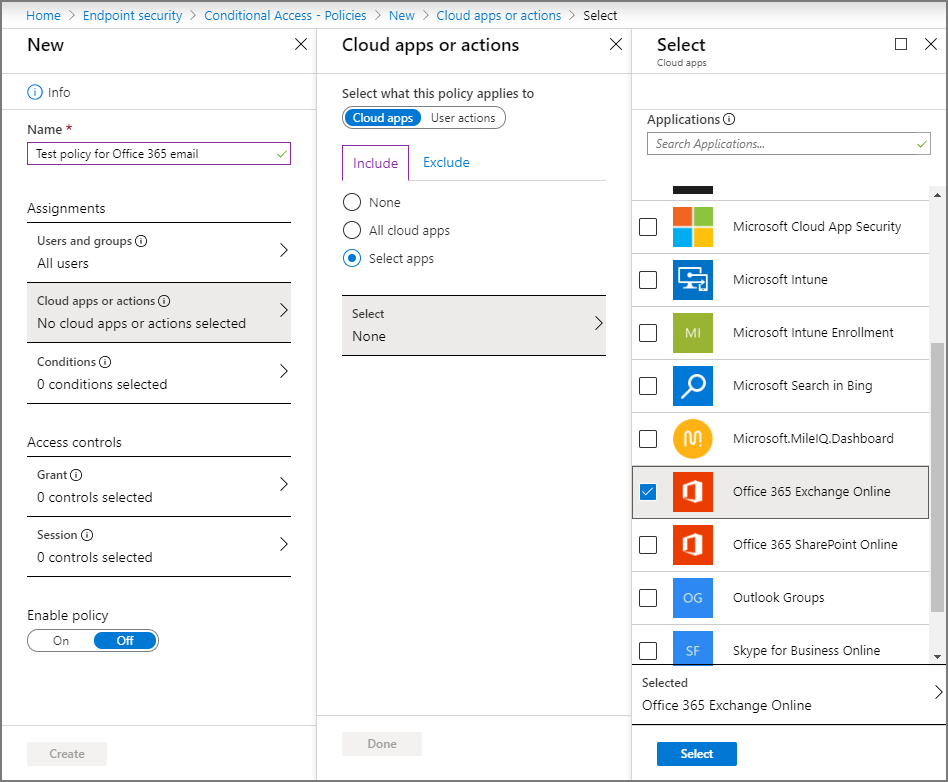 Home > Endpoint security > Conditional Access - Policies > New > Cloud apps or actions > Select
New
Info
Name *
Test policy for Office 365 email
Assignments
Users and groups
All users
Cloud apps or actions
No cloud apps or actions selected
Conditions
0 conditions selected
Access controls
Grant
0 controls selected
Session
0 controls selected
Enable policy
On Off
Create
Cloud apps or actions
Select what this policy applies to
Cloud apps User actions
Include Exclude
None
All cloud apps
Select apps
Select
None
Done
Select
Cloud apps
Applications
Search Applications...
Microsoft Cloud App Security
Microsoft Intune
MI Microsoft Intune Enrollment
Microsoft Search in Bing
Microsoft.MileIQ.Dashboard
Office 365 Exchange Online
Office 365 SharePoint Online
OG Outlook Groups
SF Skype for Business Online
Selected
Office 365 Exchange Online
Select